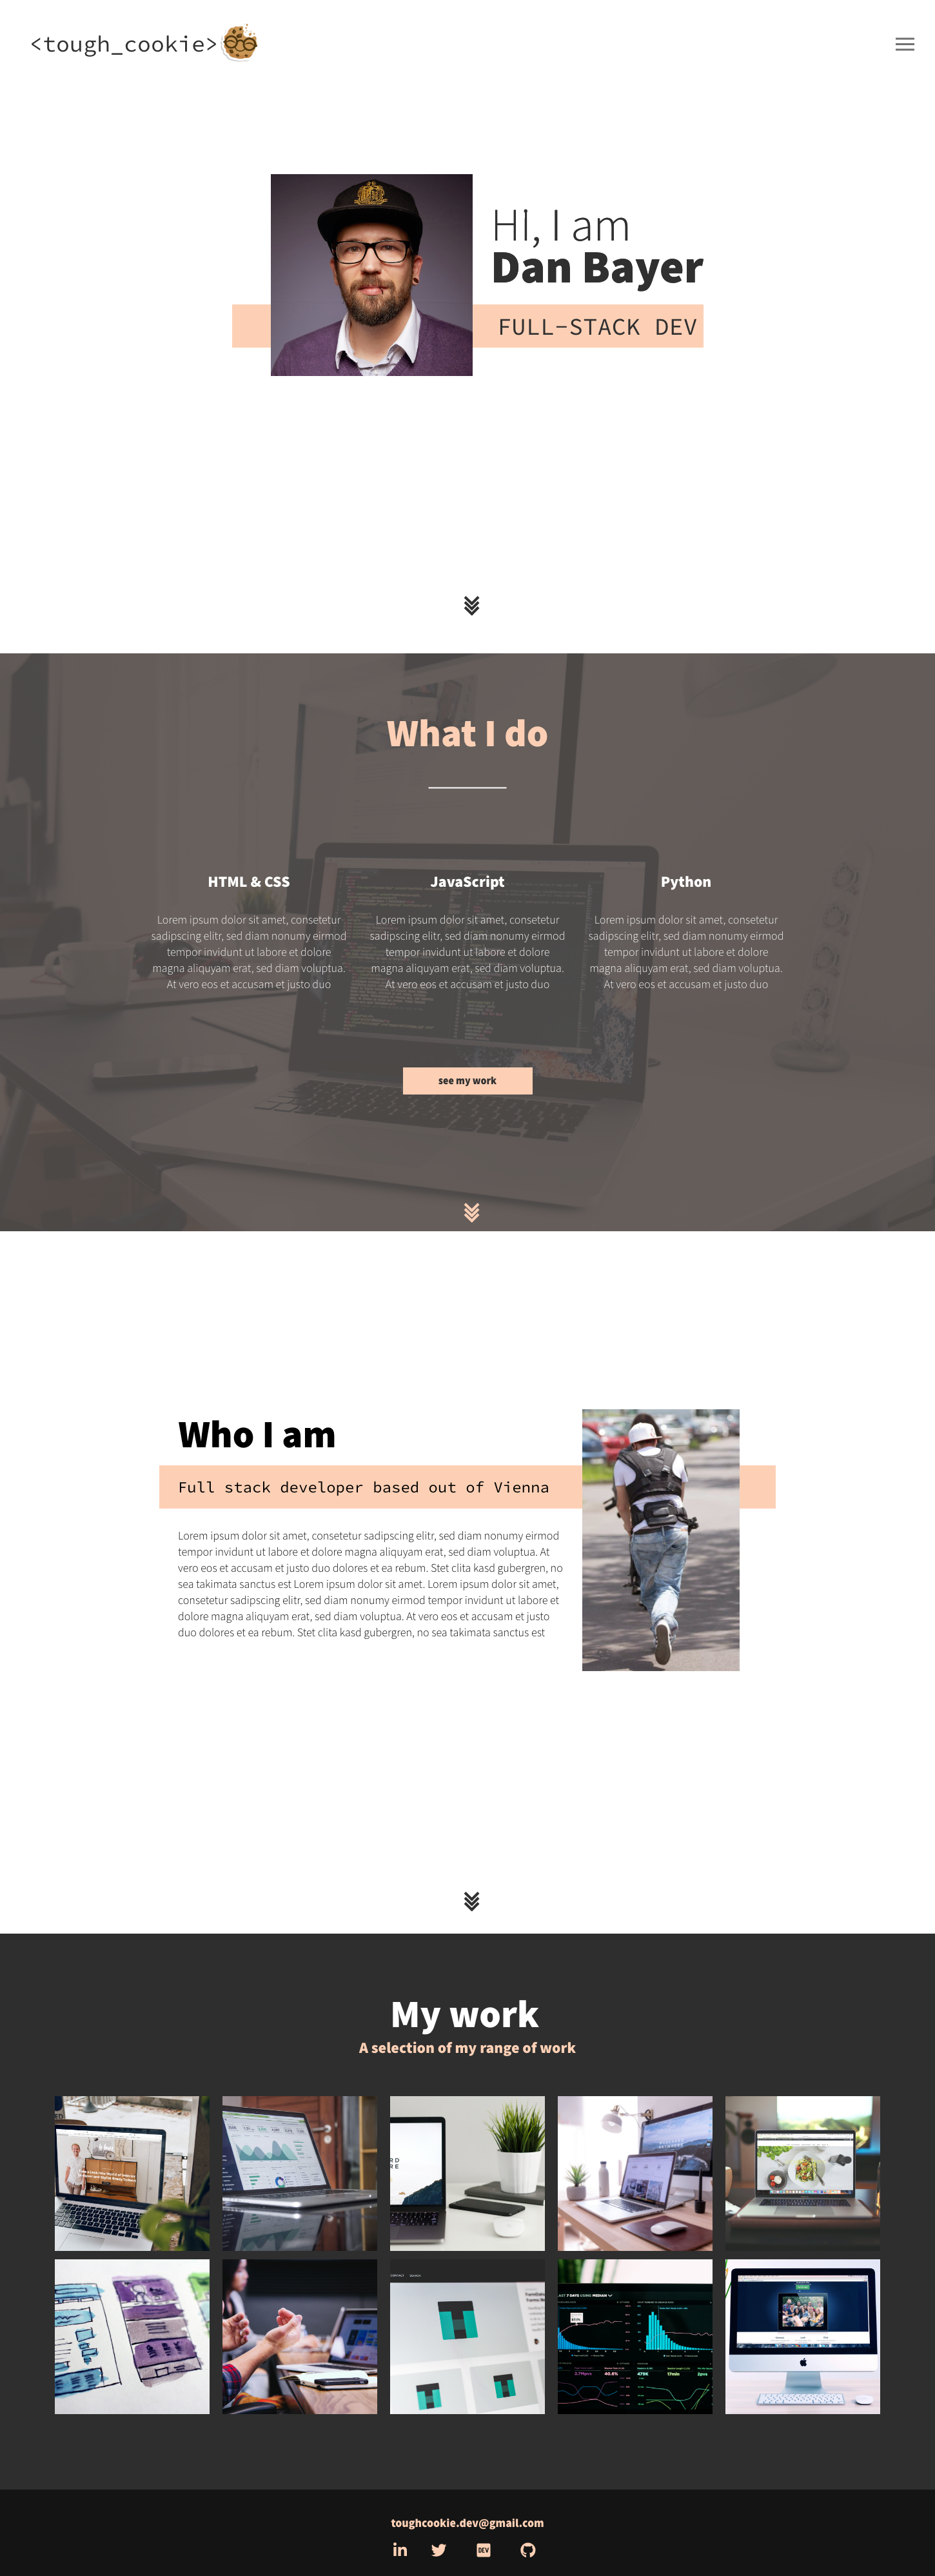 <tough_cookie>
Hi, I am
Dan Bayer
FULL-STACK DEV
What I do
HTML & CSS
Lorem ipsum dolor sit amet, consetetur
sadipscing elitr, sed diam nonumy eirmod
tempor invidunt ut labore et dolore
magna aliquyam erat, sed diam voluptua.
At vero eos et accusam et justo duo
JavaScript
Lorem ipsum dolor sit amet, consetetur
sadipscing elitr, sed diam nonumy eirmod
tempor invidunt ut labore et dolore
magna aliquyam erat, sed diam voluptua.
At vero eos et accusam et justo duo
Python
Lorem ipsum dolor sit amet, consetetur
sadipscing elitr, sed diam nonumy eirmod
tempor invidunt ut labore et dolore
magna aliquyam erat, sed diam voluptua.
At vero eos et accusam et justo duo
see my work
Who I am
Full stack developer based out of Vienna
Lorem ipsum dolor sit amet, consetetur sadipscing elitr, sed diam nonumy eirmod
tempor invidunt ut labore et dolore magna aliquyam erat, sed diam voluptua. At
vero eos et accusam et justo duo dolores et ea rebum. Stet clita kasd gubergren, no
sea takimata sanctus est Lorem ipsum dolor sit amet. Lorem ipsum dolor sit amet,
consetetur sadipscing elitr, sed diam nonumy eirmod tempor invidunt ut labore et
dolore magna aliquyam erat, sed diam voluptua. At vero eos et accusam et justo
duo dolores et ea rebum. Stet clita kasd gubergren, no sea takimata sanctus est
My work
A selection of my range of work
LAST 7 DAYS USING MEDIAN
toughcookie.dev@gmail.com
in
DEV